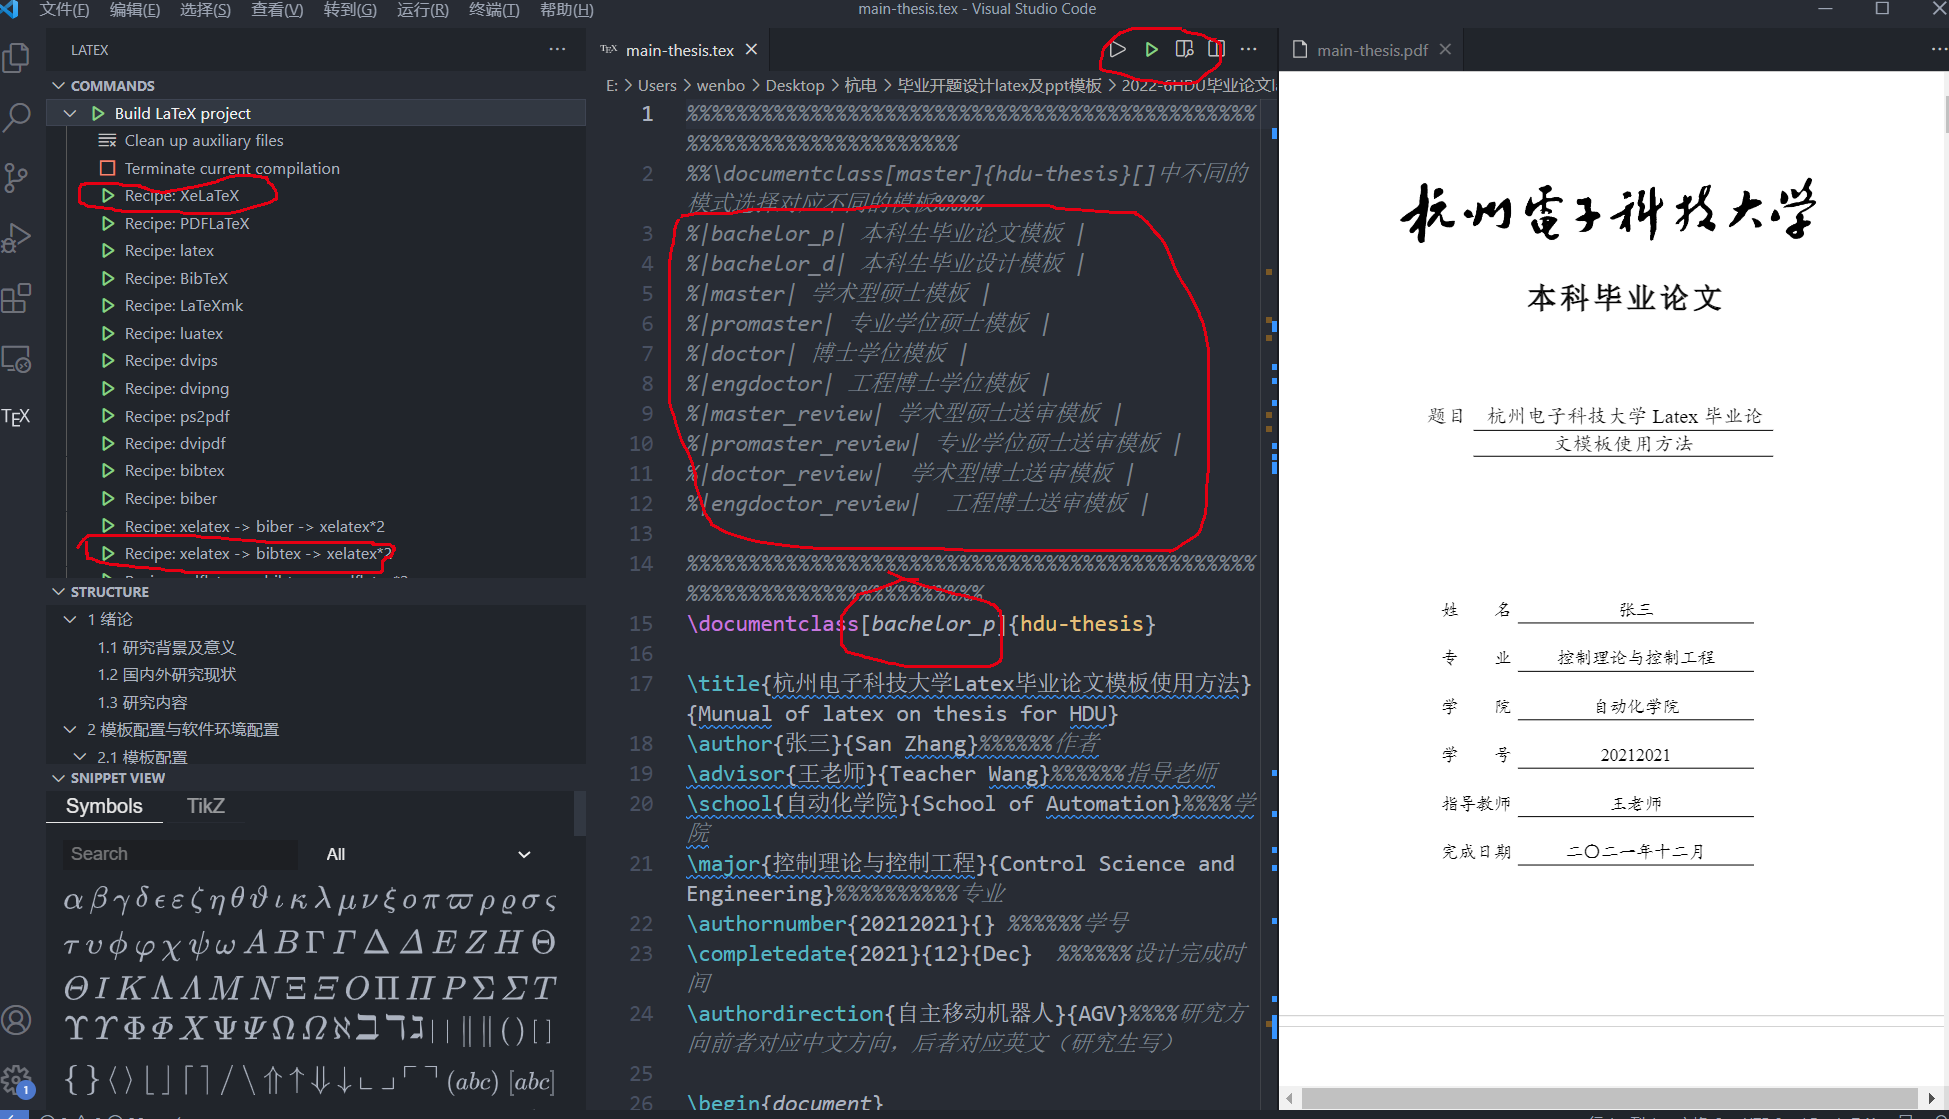 文件(F) 编辑(E) 选择(S) 查看(V) 转到(G) 运行(R) 终端(T) 帮助(H)
main-thesis.tex - Visual Studio Code
LATEX
COMMANDS
Build LaTeX project
Clean up auxiliary files
Terminate current compilation
Recipe: XeLaTeX
Recipe: PDFLaTeX
Recipe: latex
Recipe: BibTeX
Recipe: LaTeXmk
Recipe: luatex
Recipe: dvips
Recipe: dvipng
Recipe: ps2pdf
Recipe: dvipdf
Recipe: bibtex
Recipe: biber
Recipe: xelatex -> biber -> xelatex*2
Recipe: xelatex -> bibtex -> xelatex*2
STRUCTURE
1 绪论
1.1 研究背景及意义
1.2 国内外研究现状
1.3 研究内容
2 模板配置与软件环境配置
2.1 模板配置
SNIPPET VIEW
Symbols TikZ
Search All
α β γ δ ϵ ε ζ η θ ϑ ι κ λ μ ν ξ ο π ϖ ρ ϱ σ ς
τ υ ϕ φ χ ψ ω A B Γ Γ Δ Δ E Z H Θ
Θ I K Λ Λ M N Ξ Ξ O Π Π P Σ Σ T
ϒ ϒ Φ Φ X Ψ Ψ Ω Ω ℵ ℶ ℸ ℷ | | ‖ ‖ ( ) [ ]
{ } ⟨ ⟩ ⌊ ⌋ ⌈ ⌉ / \ ⇑ ↑ ⇓ ↓ ⌞ ⌟ ⌜ ⌝ (abc) [abc]
TEX main-thesis.tex
E: > Users > wenbo > Desktop > 杭电 > 毕业开题设计latex及ppt模板 > 2022-6HDU毕业论文l
1 %%%%%%%%%%%%%%%%%%%%%%%%%%%%%%%%%%%%%%%%%%%%%%
%%%%%%%%%%%%%%%%%%%%%%
2 %%\documentclass[master]{hdu-thesis}[]中不同的
模式选择对应不同的模板%%%%
3 %|bachelor_p| 本科生毕业论文模板 |
4 %|bachelor_d| 本科生毕业设计模板 |
5 %|master| 学术型硕士模板 |
6 %|promaster| 专业学位硕士模板 |
7 %|doctor| 博士学位模板 |
8 %|engdoctor| 工程博士学位模板 |
9 %|master_review| 学术型硕士送审模板 |
10 %|promaster_review| 专业学位硕士送审模板 |
11 %|doctor_review| 学术型博士送审模板 |
12 %|engdoctor_review| 工程博士送审模板 |
13
14 %%%%%%%%%%%%%%%%%%%%%%%%%%%%%%%%%%%%%%%%%%%%%%
%%%%%%%%%%%%%%%%%%%%%%%%
15 \documentclass[bachelor_p]{hdu-thesis}
16
17 \title{杭州电子科技大学Latex毕业论文模板使用方法}
{Munual of latex on thesis for HDU}
18 \author{张三}{San Zhang}%%%%%%作者
19 \advisor{王老师}{Teacher Wang}%%%%%%指导老师
20 \school{自动化学院}{School of Automation}%%%%学
院
21 \major{控制理论与控制工程}{Control Science and
Engineering}%%%%%%%%%%专业
22 \authornumber{20212021}{} %%%%%%学号
23 \completedate{2021}{12}{Dec} %%%%%%设计完成时
间
24 \authordirection{自主移动机器人}{AGV}%%%%研究方
向前者对应中文方向，后者对应英文（研究生写）
25
26 \begin{document}
main-thesis.pdf
杭州電子科技大学
本科毕业论文
题目 杭州电子科技大学 Latex 毕业论
文模板使用方法
姓 名 张三
专 业 控制理论与控制工程
学 院 自动化学院
学 号 20212021
指导教师 王老师
完成日期 二〇二一年十二月
1